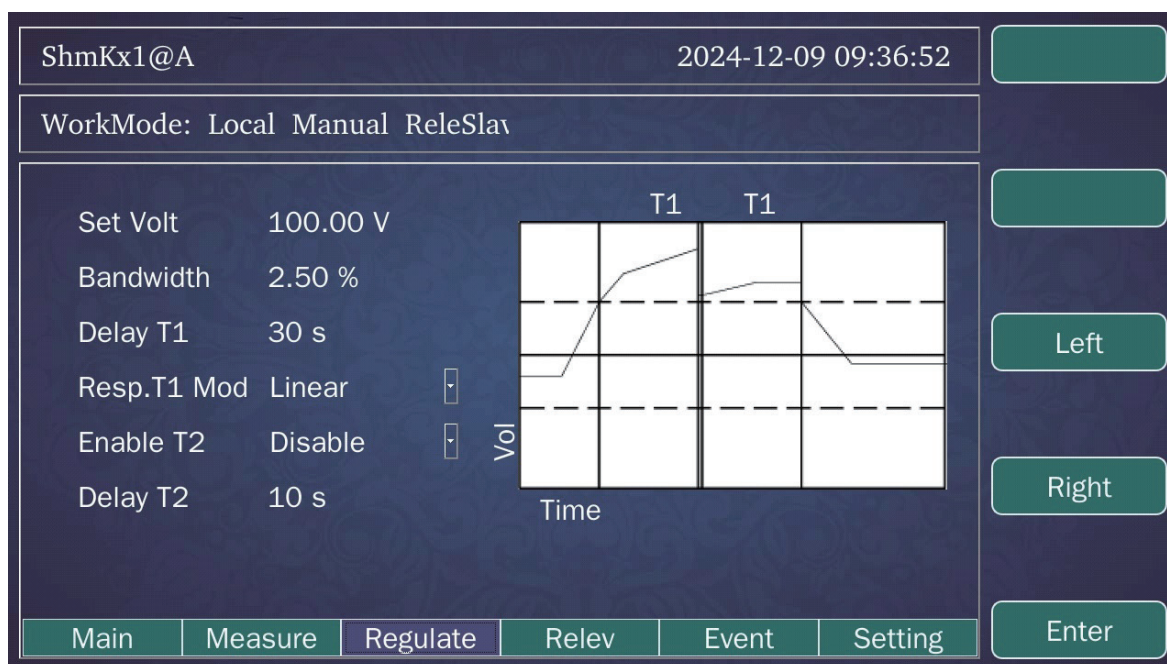 ShmKx1@A 2024-12-09 09:36:52
WorkMode: Local Manual ReleSlav
Set Volt 100.00 V
Bandwidth 2.50 %
Delay T1 30 s
Resp.T1 Mod Linear
Enable T2 Disable
Delay T2 10 s
T1 T1
Vol
Time
Left
Right
Enter
Main Measure Regulate Relev Event Setting